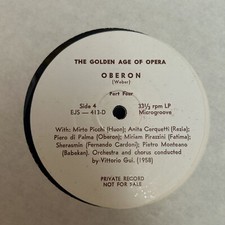 THE GOLDEN AGE OF OPERA
OBERON
(Weber)
Part Four
Side 4
33⅓ rpm LP
EJS — 411-D
Microgroove
With: Mirto Picchi (Huon); Anita Cerquetti (Rezia);
Piero di Palma (Oberon); Miriam Pirazzini (Fatima);
Sherasmin (Fernando Cardoni); Pietro Montsano
(Babekan). Orchestra and chorus conducted
by: Vittorio Gui. (1958)
PRIVATE RECORD
NOT FOR SALE